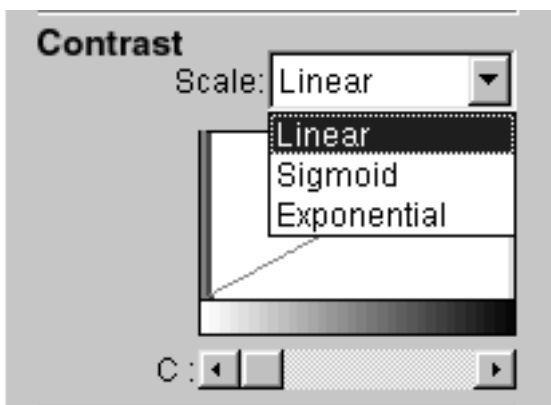 Contrast
Scale: Linear
Linear
Sigmoid
Exponential
C :